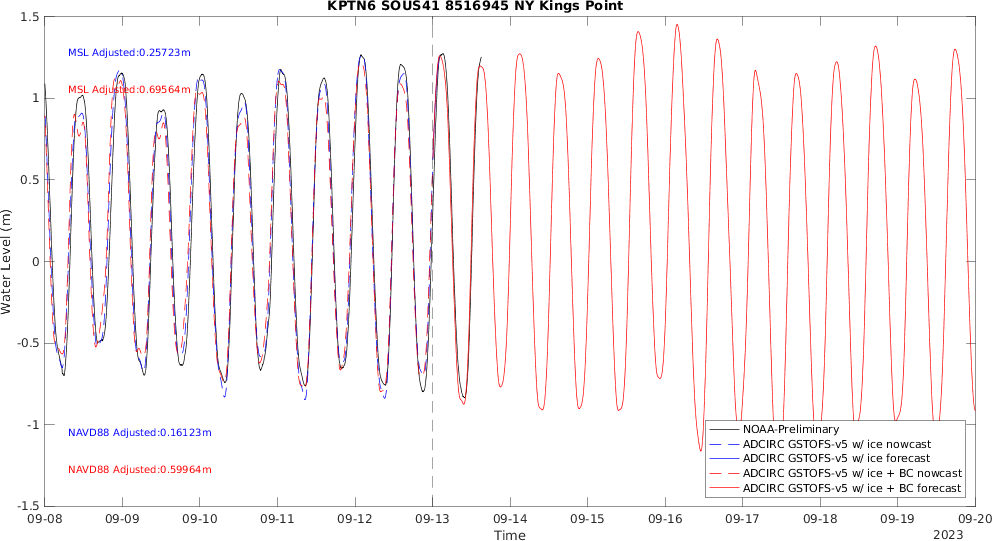 KPTN6 SOUS41 8516945 NY Kings Point
1.5
MSL Adjusted:0.25723m
1
MSL Adjusted:0.69564m
0.5
Water Level (m)
0
-0.5
-1
NAVD88 Adjusted:0.16123m
NAVD88 Adjusted:0.59964m
-1.5
NOAA-Preliminary
ADCIRC GSTOFS-v5 w/ ice nowcast
ADCIRC GSTOFS-v5 w/ ice forecast
ADCIRC GSTOFS-v5 w/ ice + BC nowcast
ADCIRC GSTOFS-v5 w/ ice + BC forecast
09-08 09-09 09-10 09-11 09-12 09-13 09-14 09-15 09-16 09-17 09-18 09-19 09-20
Time
2023